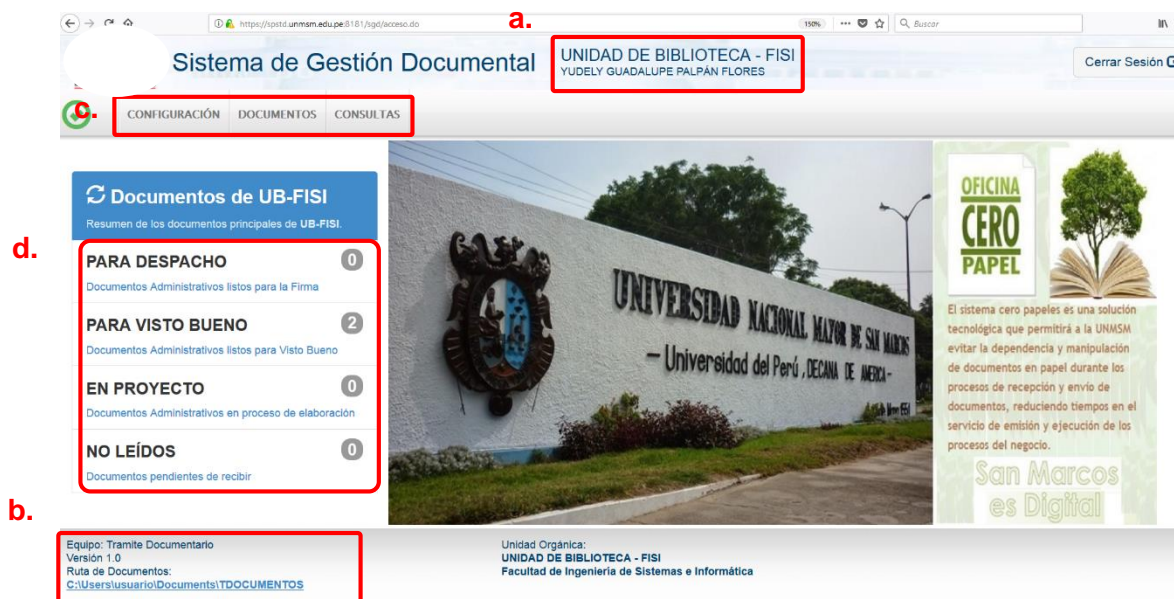 https://spstd.unmsm.edu.pe:8181/sgd/acceso.do
150%
Buscar
a.
Sistema de Gestión Documental
UNIDAD DE BIBLIOTECA - FISI
YUDELY GUADALUPE PALPÁN FLORES
Cerrar Sesión
c.
CONFIGURACIÓN DOCUMENTOS CONSULTAS
d.
Documentos de UB-FISI
Resumen de los documentos principales de UB-FISI.
PARA DESPACHO 0
Documentos Administrativos listos para la Firma
PARA VISTO BUENO 2
Documentos Administrativos listos para Visto Bueno
EN PROYECTO 0
Documentos Administrativos en proceso de elaboración
NO LEÍDOS 0
Documentos pendientes de recibir
UNIVERSIDAD NACIONAL MAYOR DE SAN MARCOS
- Universidad del Perú , DECANA DE AMERICA -
OFICINA
CERO
PAPEL
El sistema cero papeles es una solución
tecnológica que permitirá a la UNMSM
evitar la dependencia y manipulación
de documentos en papel durante los
procesos de recepción y envio de
documentos, reduciendo tiempos en el
servicio de emisión y ejecución de los
procesos del negocio.
San Marcos
es Digital
b.
Equipo: Tramite Documentario
Versión 1.0
Ruta de Documentos:
C:\Users\usuario\Documents\TDOCUMENTOS
Unidad Orgánica:
UNIDAD DE BIBLIOTECA - FISI
Facultad de Ingeniería de Sistemas e Informática